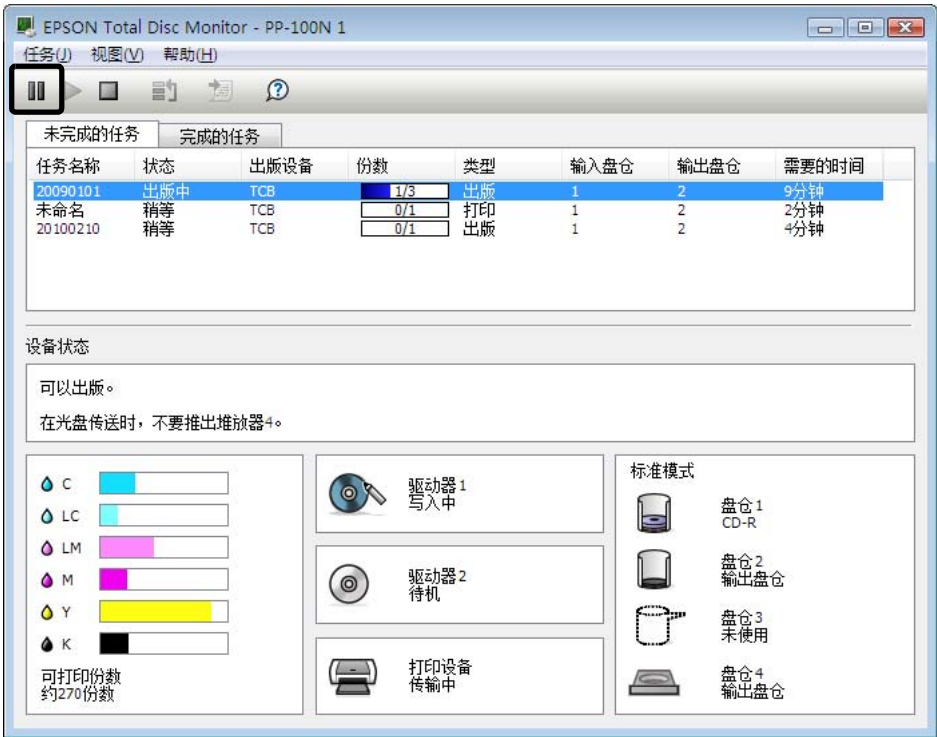 EPSON Total Disc Monitor - PP-100N 1
任务(J) 视图(V) 帮助(H)
未完成的任务 完成的任务
任务名称 状态 出版设备 份数 类型 输入盘仓 输出盘仓 需要的时间
20090101 出版中 TCB 1/3 出版 1 2 9分钟
未命名 稍等 TCB 0/1 打印 1 2 2分钟
20100210 稍等 TCB 0/1 出版 1 2 4分钟
设备状态
可以出版。
在光盘传送时，不要推出堆放器4。
C
LC
LM
M
Y
K
可打印份数
约270份数
驱动器1
写入中
驱动器2
待机
打印设备
传输中
标准模式
盘仓1
CD-R
盘仓2
输出盘仓
盘仓3
未使用
盘仓4
输出盘仓